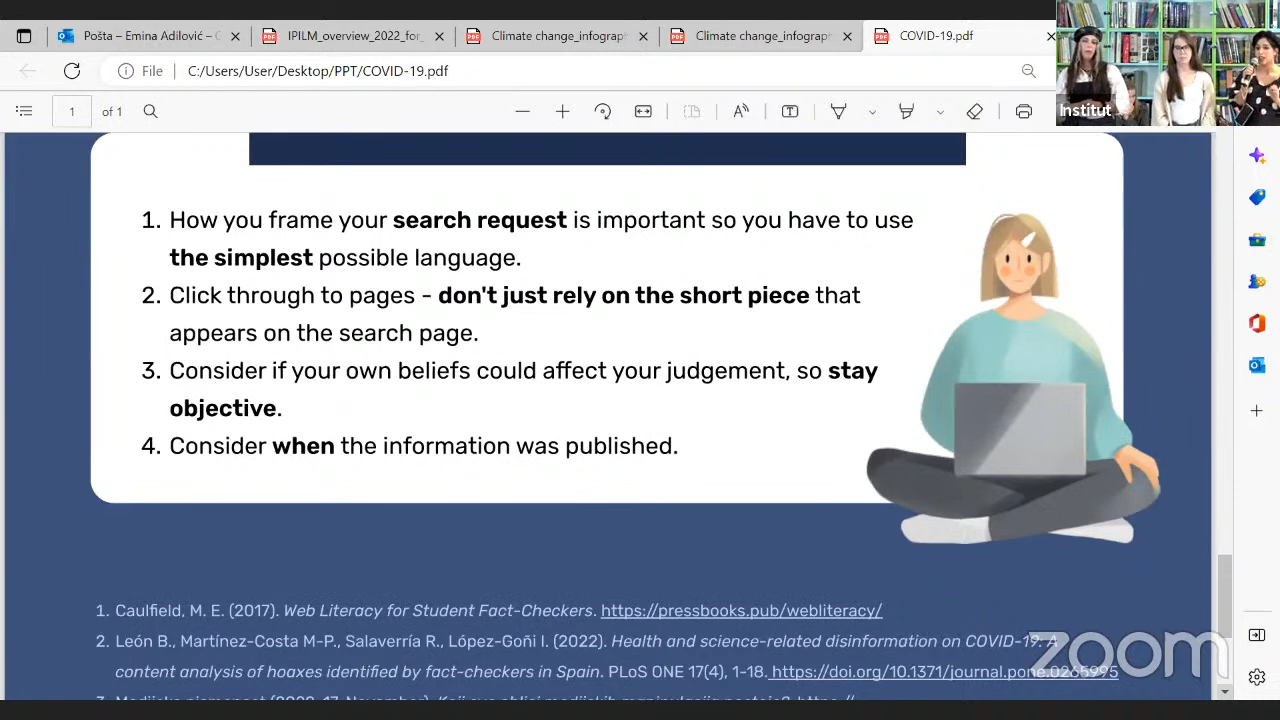 Pošta – Emina Adilović – C
IPILM_overview_2022_for_
Climate change_infograph
Climate change_infograph
COVID-19.pdf
File C:/Users/User/Desktop/PPT/COVID-19.pdf
1 of 1
Institut
1. How you frame your search request is important so you have to use
the simplest possible language.
2. Click through to pages - don't just rely on the short piece that
appears on the search page.
3. Consider if your own beliefs could affect your judgement, so stay
objective.
4. Consider when the information was published.
1. Caulfield, M. E. (2017). Web Literacy for Student Fact-Checkers. https://pressbooks.pub/webliteracy/
2. León B., Martínez-Costa M-P., Salaverría R., López-Goñi I. (2022). Health and science-related disinformation on COVID-19: A
content analysis of hoaxes identified by fact-checkers in Spain. PLoS ONE 17(4), 1-18. https://doi.org/10.1371/journal.pone.0265995
zoom